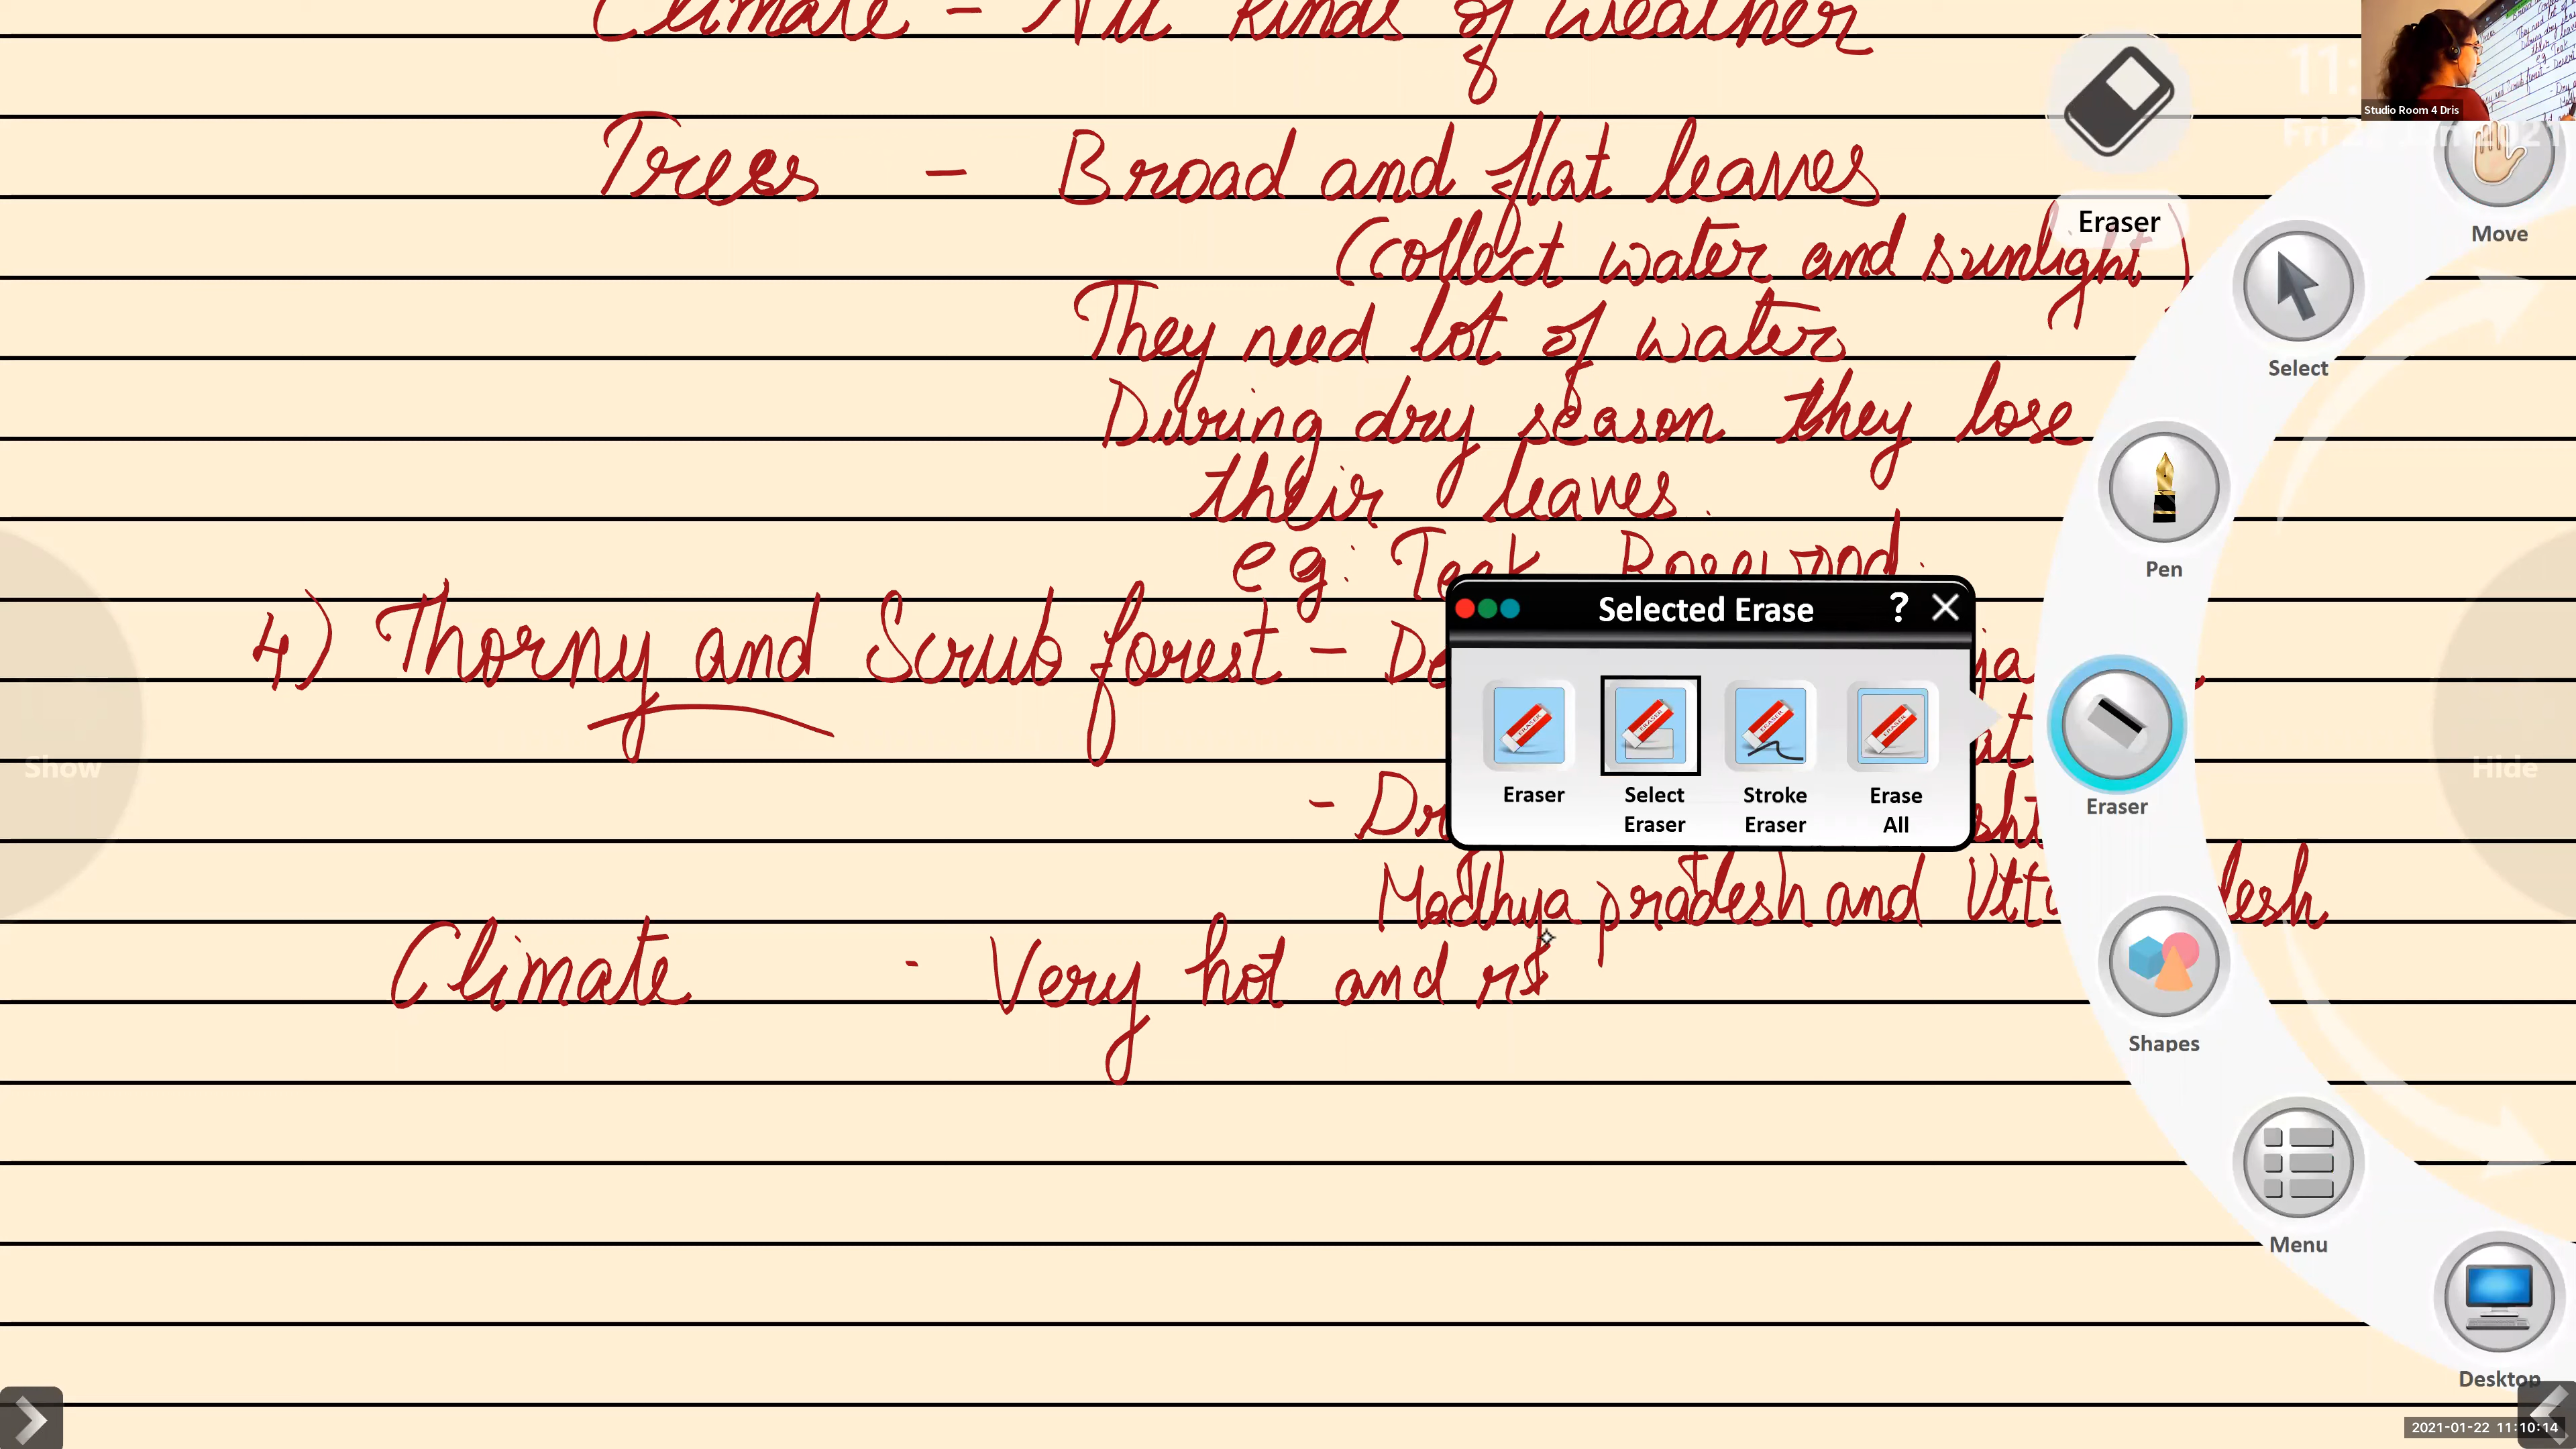 Climate - All kinds of weather
Trees - Broad and flat leaves
(collect water and sunlight)
They need lot of water
During dry season they lose
their leaves.
eg: Teak Rosewood.
4) Thorny and Scrub forest -
Madhya pradesh and
Climate - Very hot and
Selected Erase ? X
Eraser
Select Eraser
Stroke Eraser
Erase All
Eraser
Move
Select
Pen
Eraser
Shapes
Menu
Desktop
Show
Hide
Studio Room 4 Dris
2021-01-22 11:10:14